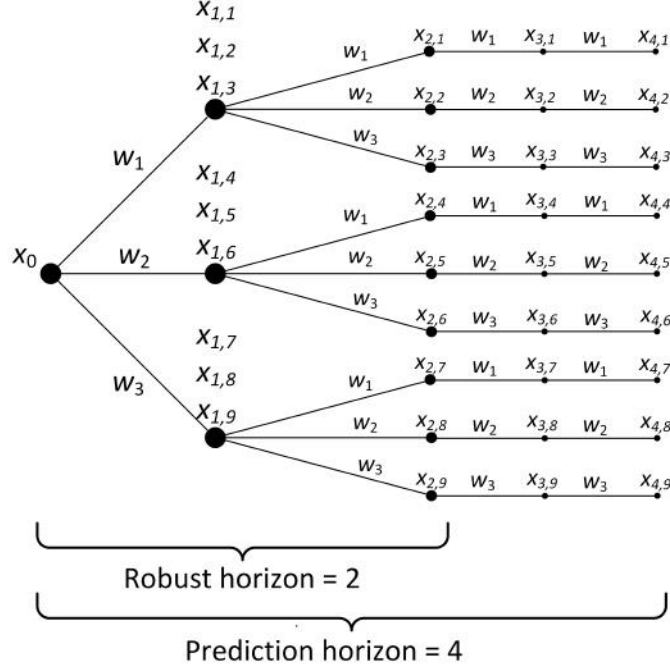 x1,1
x1,2
x1,3
w1
x2,1 w1 x3,1 w1 x4,1
w2 x2,2 w2 x3,2 w2 x4,2
w3 x2,3 w3 x3,3 w3 x4,3
w1
x1,4
x1,5
x1,6
w1 x2,4 w1 x3,4 w1 x4,4
x0 w2
w2 x2,5 w2 x3,5 w2 x4,5
w3 x2,6 w3 x3,6 w3 x4,6
w3
x1,7
x1,8
x1,9
w1 x2,7 w1 x3,7 w1 x4,7
w2 x2,8 w2 x3,8 w2 x4,8
w3 x2,9 w3 x3,9 w3 x4,9
Robust horizon = 2
Prediction horizon = 4